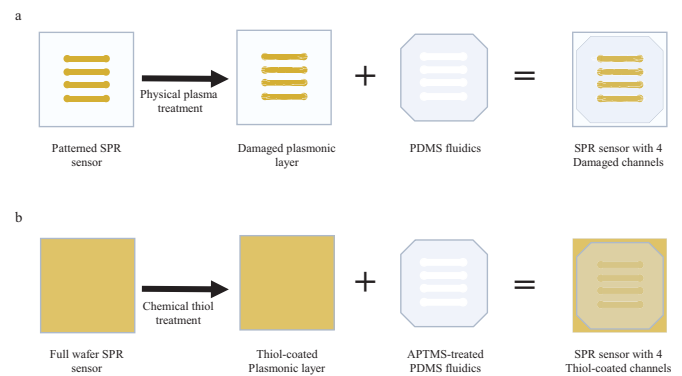 a
Physical plasma
treatment
+
=
Patterned SPR
sensor
Damaged plasmonic
layer
PDMS fluidics
SPR sensor with 4
Damaged channels
b
Chemical thiol
treatment
+
=
Full wafer SPR
sensor
Thiol-coated
Plasmonic layer
APTMS-treated
PDMS fluidics
SPR sensor with 4
Thiol-coated channels